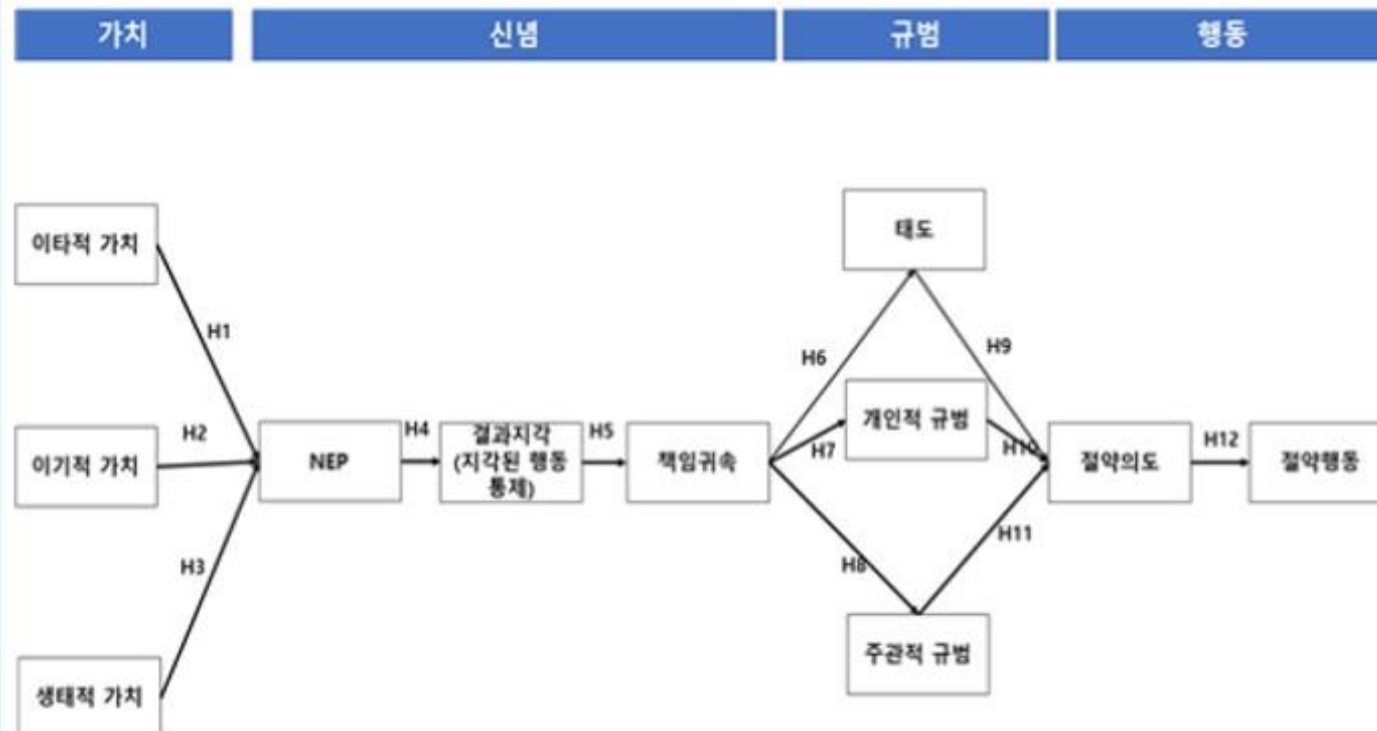 가치
신념
규범
행동
이타적 가치
이기적 가치
생태적 가치
H1
H2
H3
NEP
H4
결과지각
(지각된 행동
통제)
H5
책임귀속
H6
H7
H8
태도
개인적 규범
주관적 규범
H9
H10
H11
절약의도
H12
절약행동